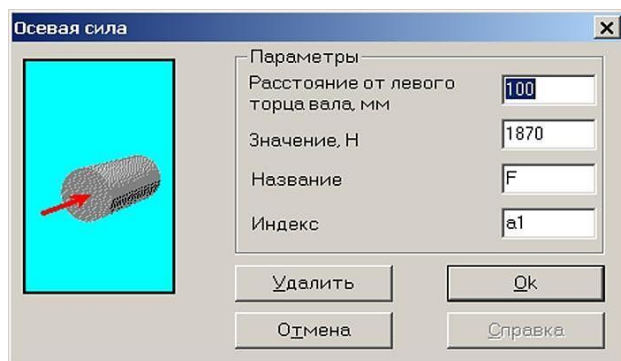 Осевая сила
Параметры
Расстояние от левого
торца вала, мм
100
Значение, Н
1870
Название
F
Индекс
a1
Удалить
Ok
Отмена
Справка